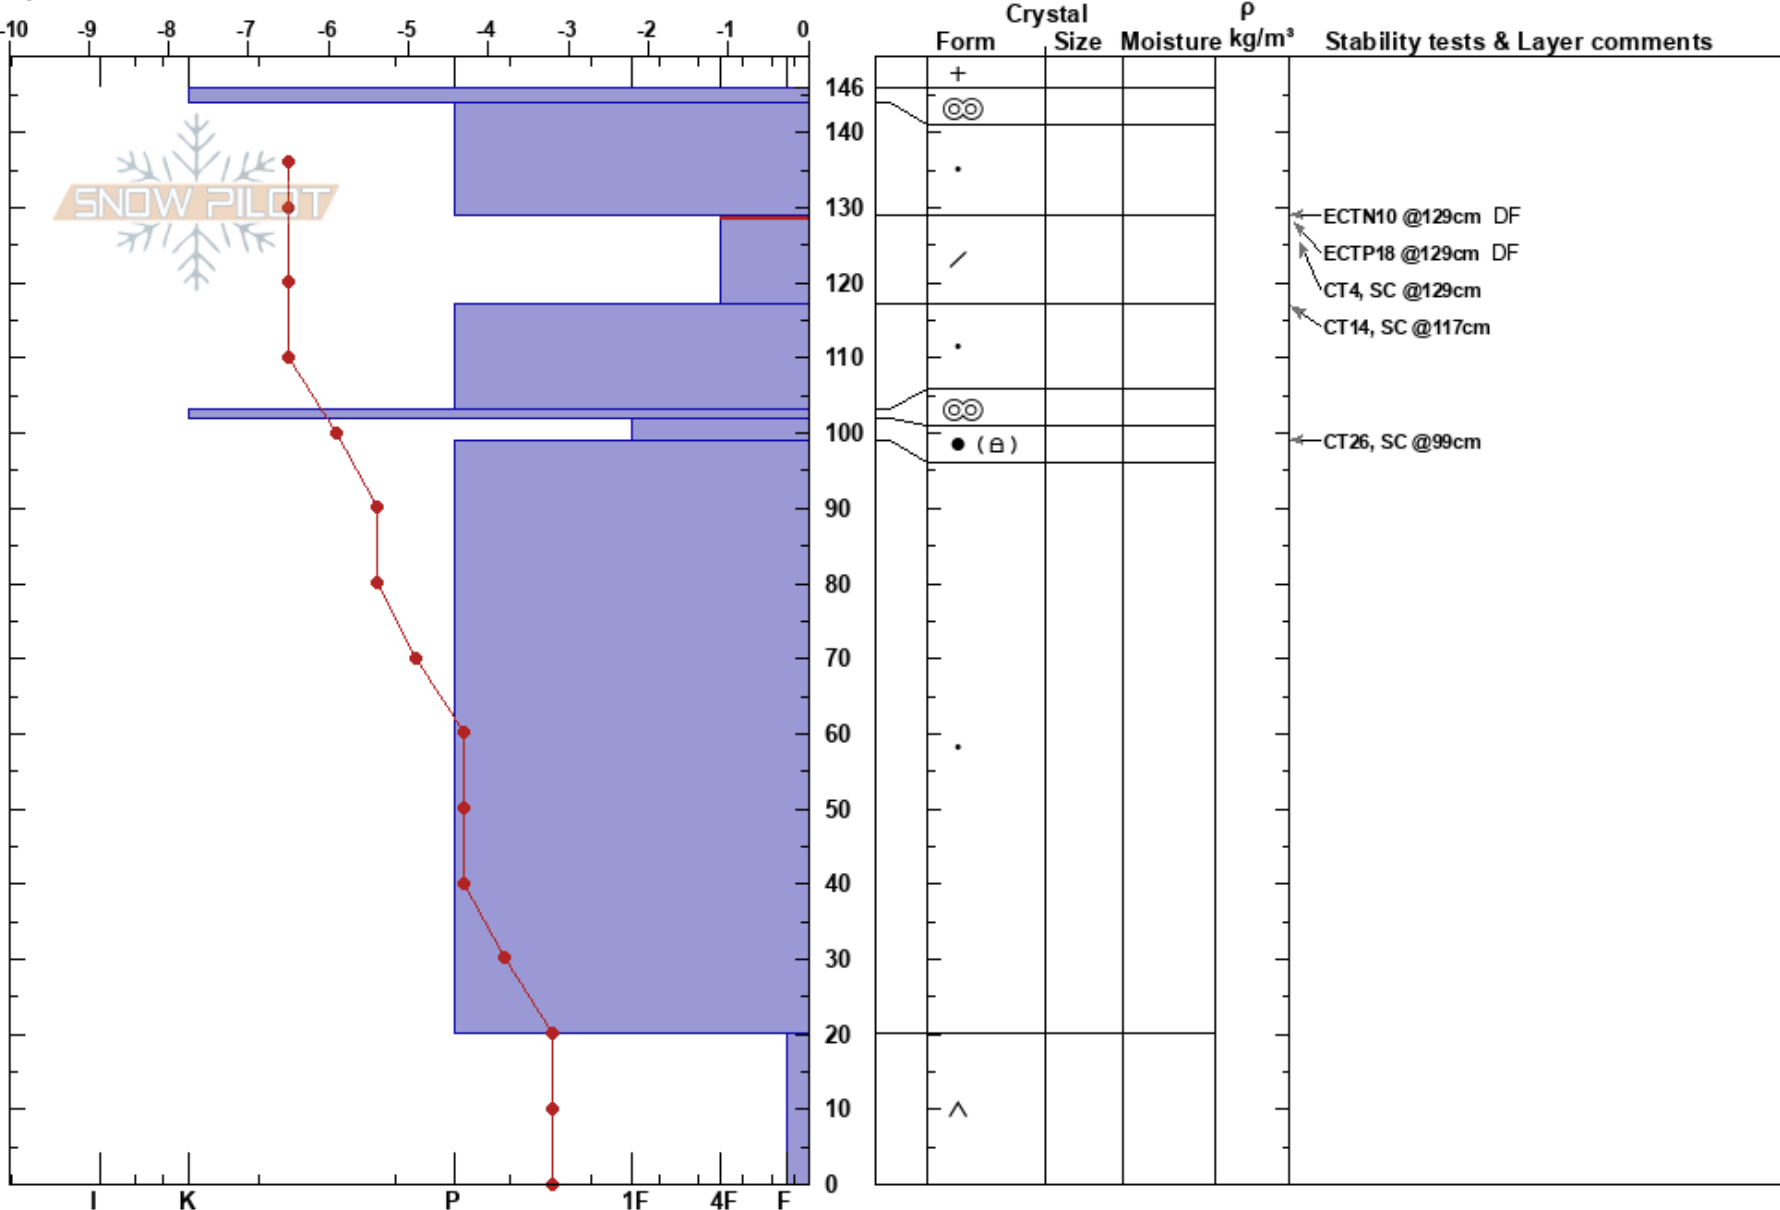 Crystal ρ
-10 -9 -8 -7 -6 -5 -4 -3 -2 -1 0 Form Size Moisture kg/m³ Stability tests & Layer comments
+
146
140
SNOW PILOT
130
ECTN10 @129cm DF
ECTP18 @129cm DF
120
CT4, SC @129cm
CT14, SC @117cm
110
100
( )
CT26, SC @99cm
90
80
70
60
50
40
30
20
10
0
I K P 1F 4F F